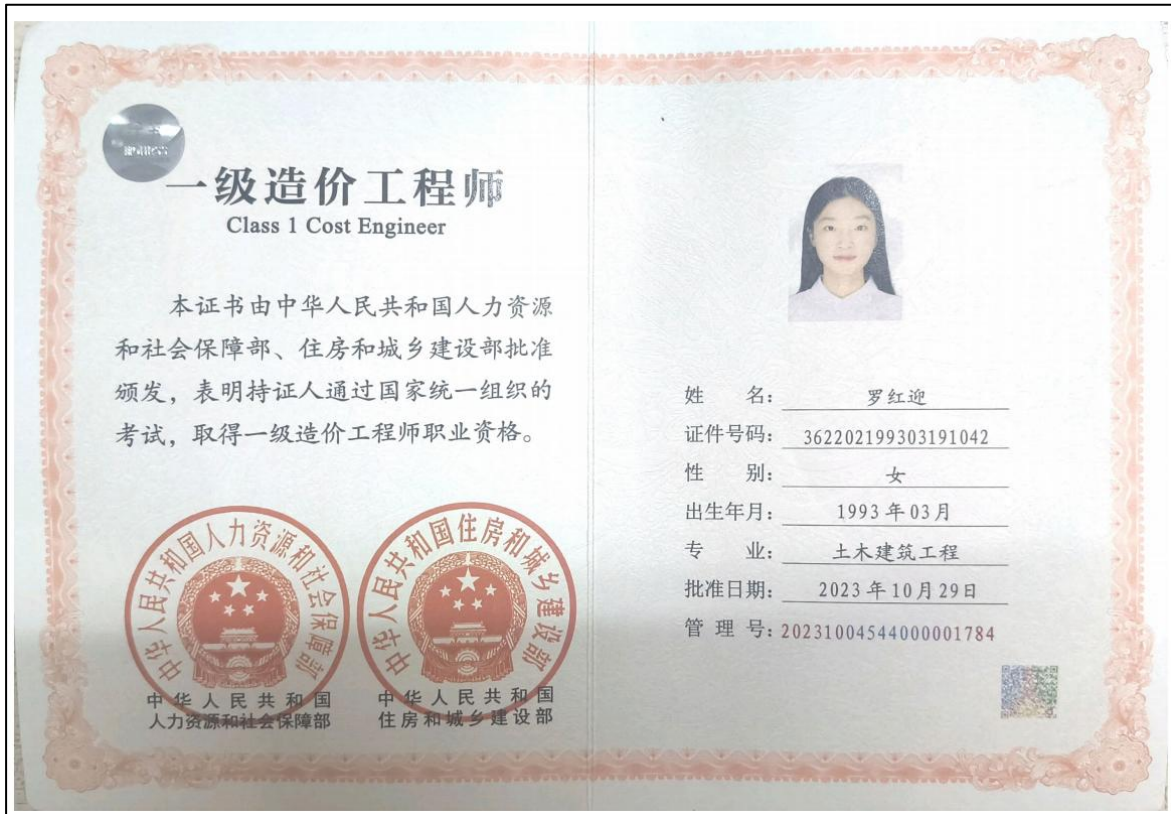 一级造价工程师
Class 1 Cost Engineer
本证书由中华人民共和国人力资源
和社会保障部、住房和城乡建设部批准
颁发，表明持证人通过国家统一组织的
考试，取得一级造价工程师职业资格。
中华人民共和国人力资源和社会保障部
中华人民共和国住房和城乡建设部
中华人民共和国
人力资源和社会保障部
中华人民共和国
住房和城乡建设部
姓 名：罗红迎
证件号码：362202199303191042
性 别：女
出生年月：1993年03月
专 业：土木建筑工程
批准日期：2023年10月29日
管 理 号：20231004544000001784